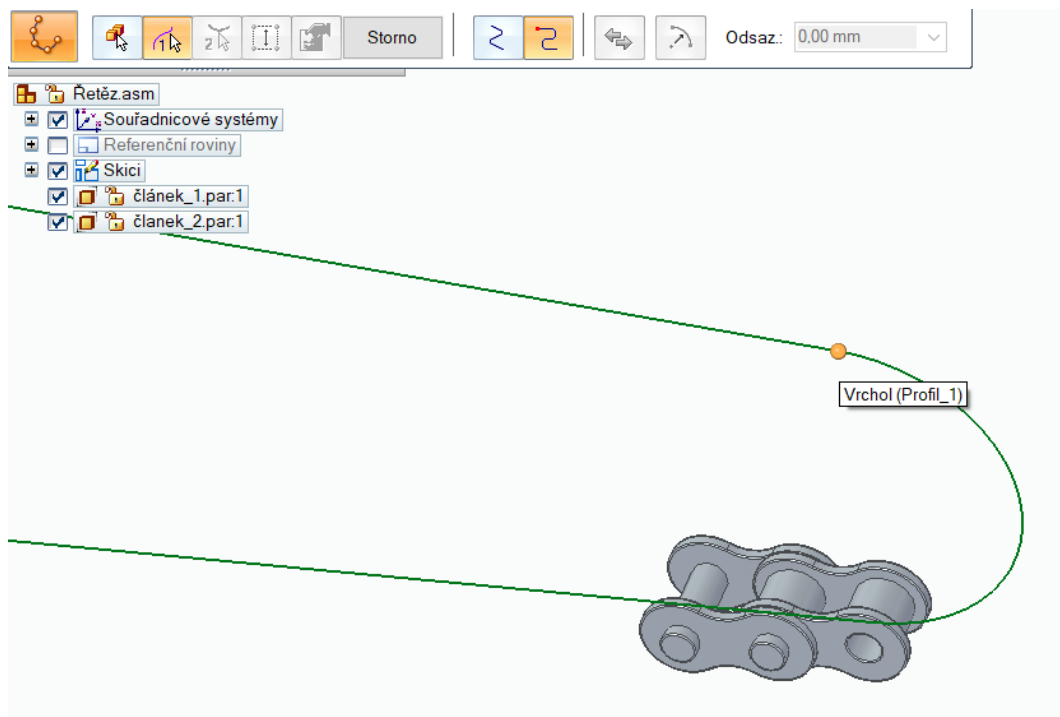 Storno
Odsaz.: 0,00 mm
Řetěz.asm
Souřadnicové systémy
Referenční roviny
Skici
článek_1.par:1
članek_2.par:1
Vrchol (Profil_1)